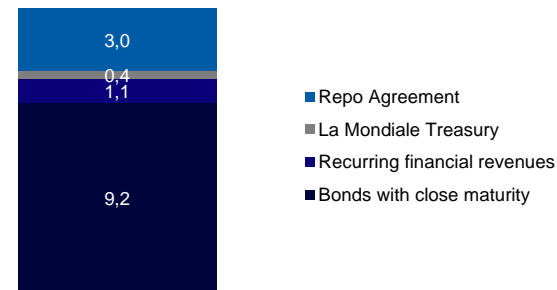 3,0
0,4
1,1
9,2
Repo Agreement
La Mondiale Treasury
Recurring financial revenues
Bonds with close maturity